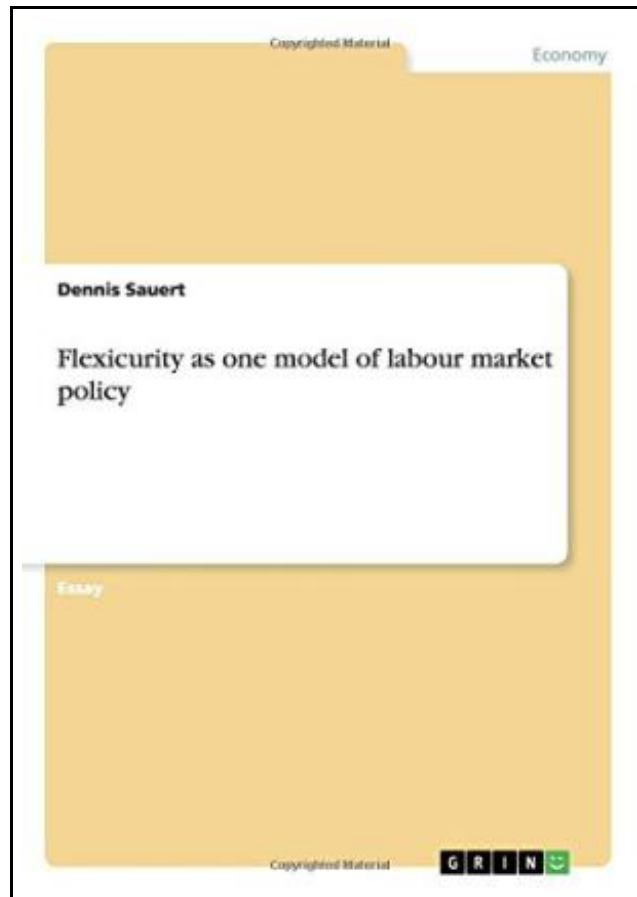 Copyrighted Material
Economy
Dennis Sauert
Flexicurity as one model of labour market
policy
Essay
Copyrighted Material
GRIN